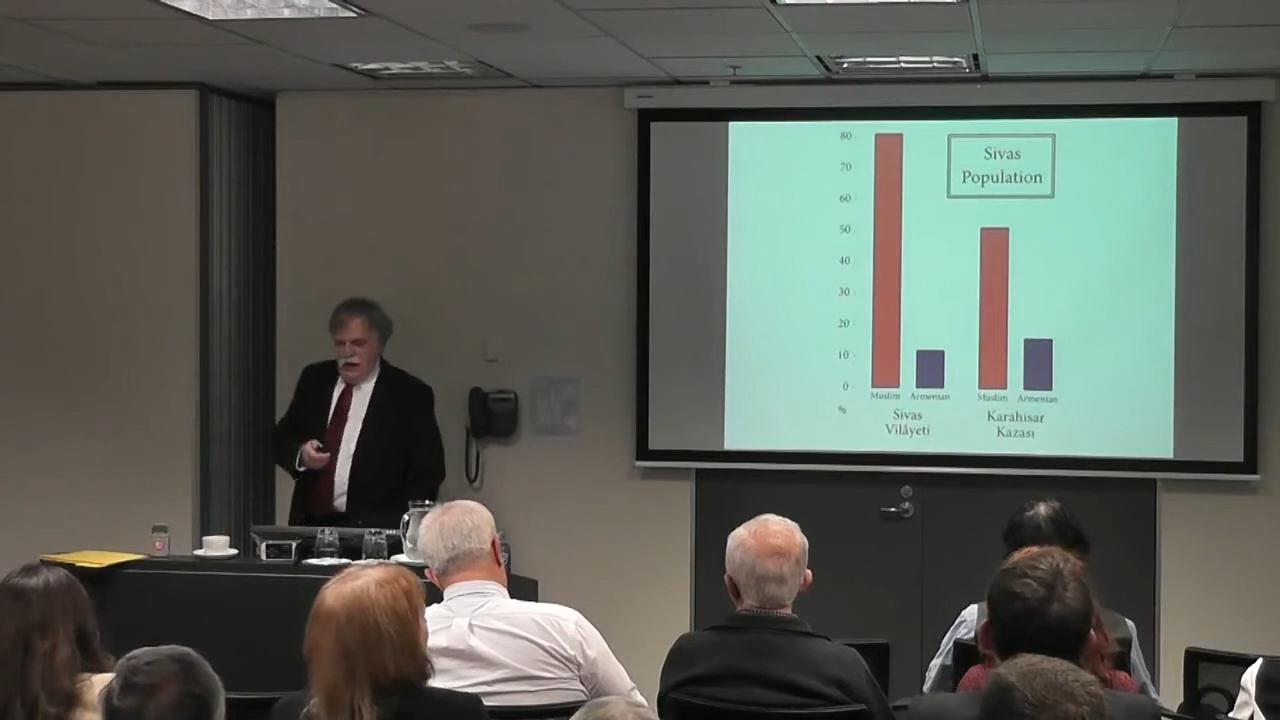 Sivas
Population
80
70
60
50
40
30
20
10
0
%
Muslim Armenian Muslim Armenian
Sivas Karahisar
Vilâyeti Kazası